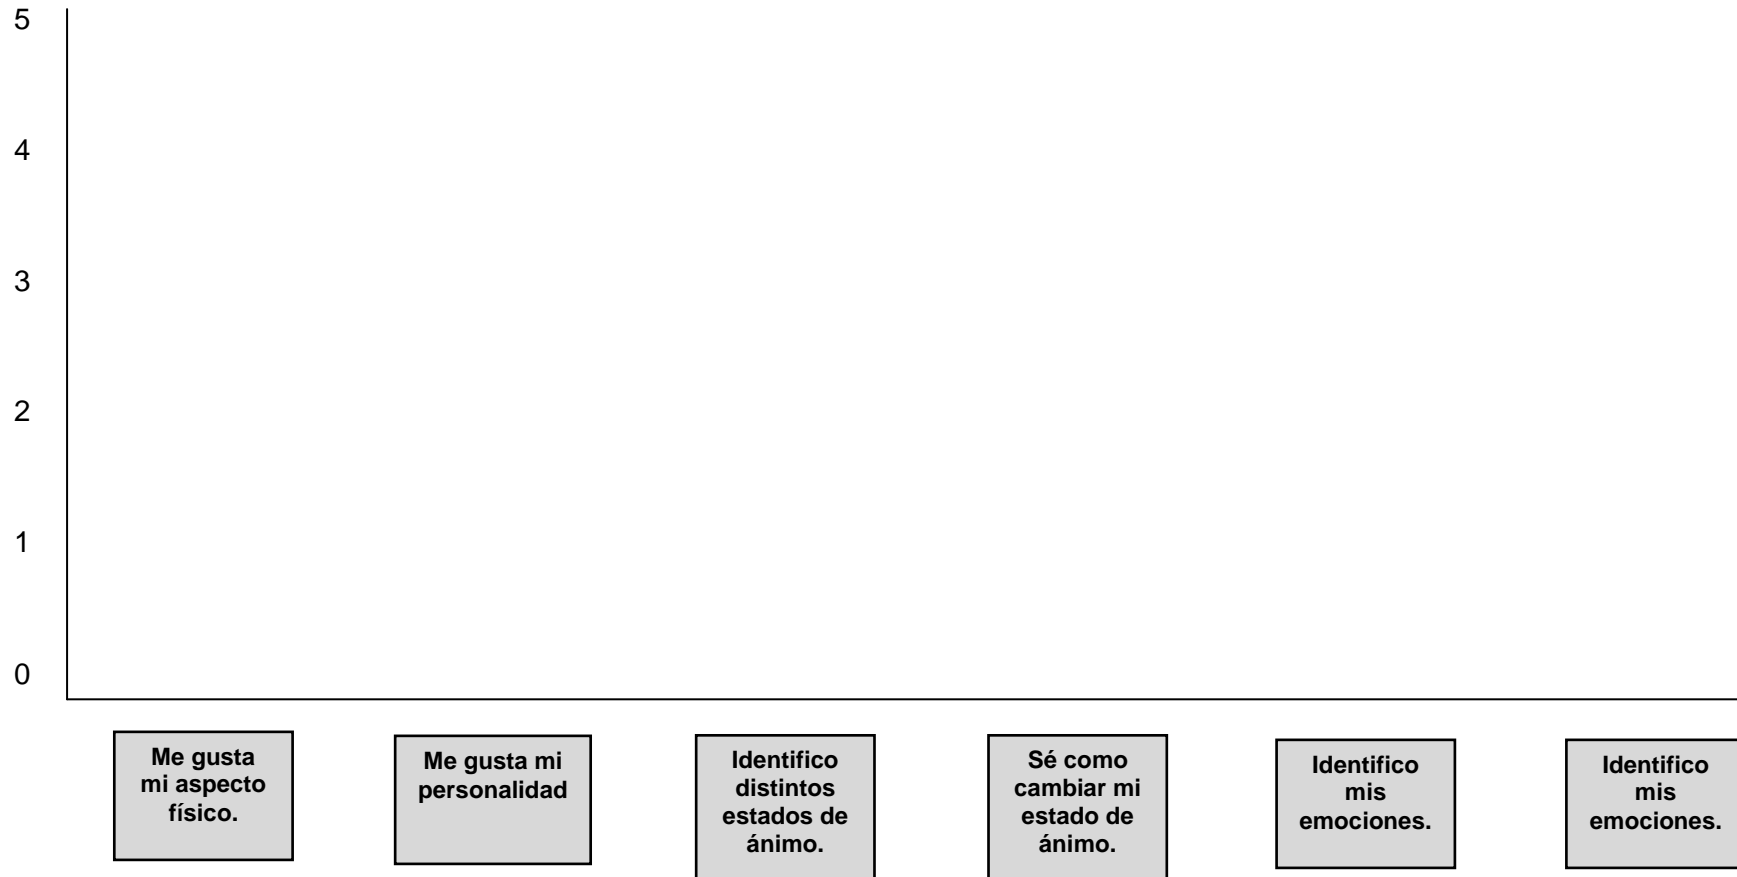 5
4
3
2
1
0
Me gusta
mi aspecto
físico.
Me gusta mi
personalidad
Identifico
distintos
estados de
ánimo.
Sé como
cambiar mi
estado de
ánimo.
Identifico
mis
emociones.
Identifico
mis
emociones.